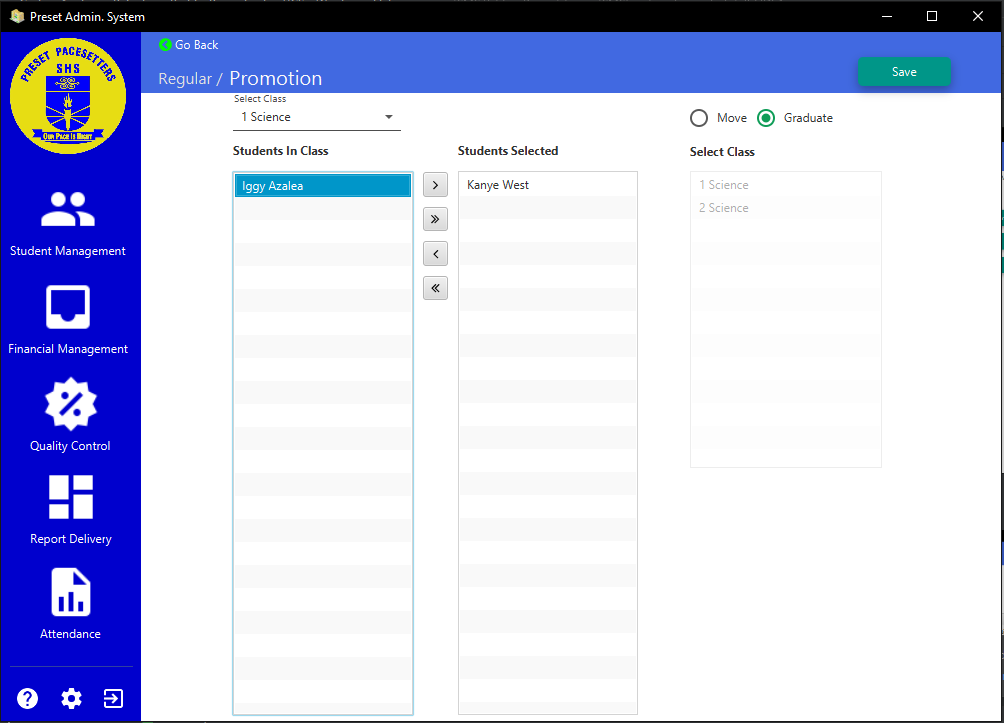 Preset Admin. System
PRESET PACESETTERS
SHS
OUR PACE IS MIGHT
Go Back
Regular / Promotion
Save
Select Class
1 Science
Move
Graduate
Students In Class
Students Selected
Select Class
Iggy Azalea
Kanye West
1 Science
2 Science
Student Management
Financial Management
Quality Control
Report Delivery
Attendance